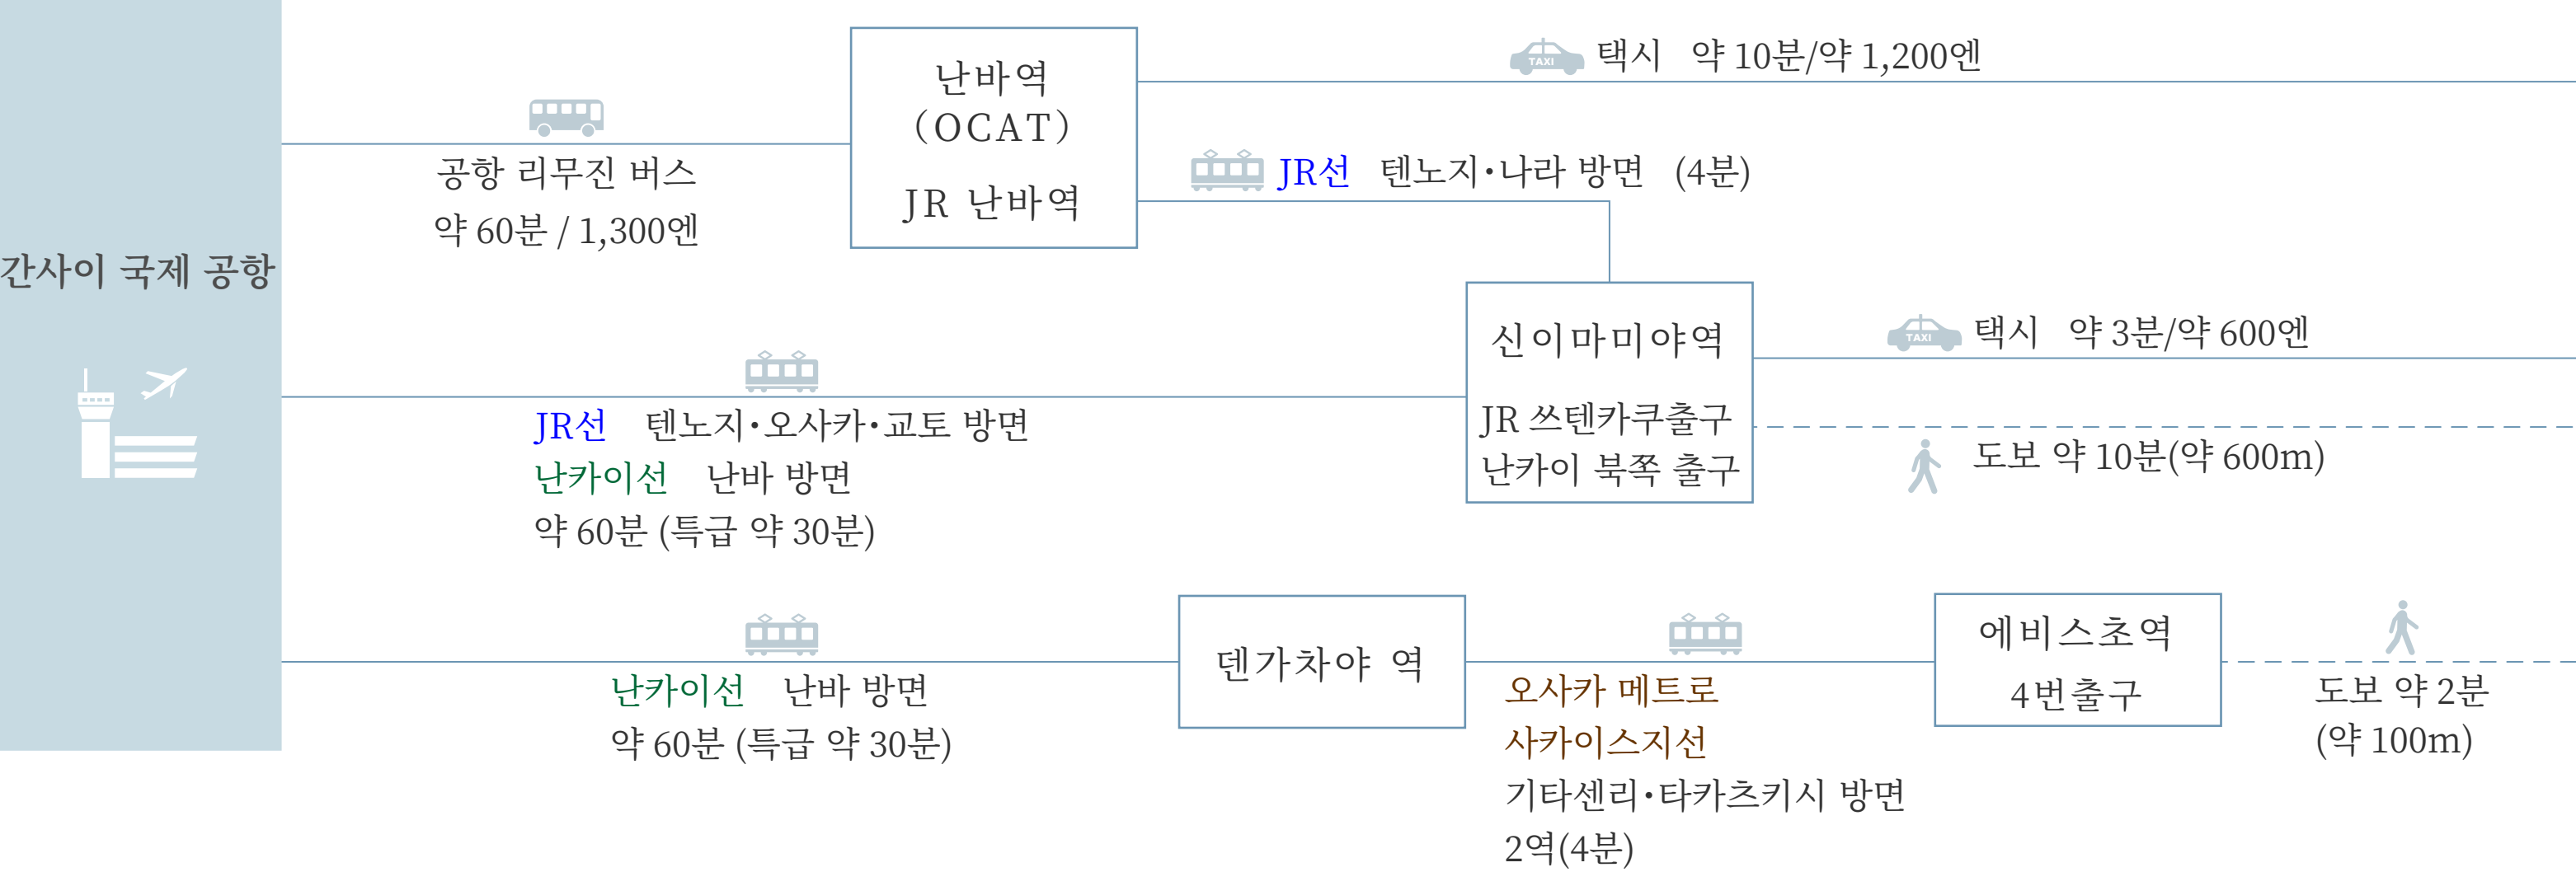 간사이 국제 공항
공항 리무진 버스
약 60분 / 1,300엔
난바역
(OCAT)
JR 난바역
TAXI
택시 약 10분/약 1,200엔
JR선 텐노지·나라 방면 (4분)
JR선 텐노지·오사카·교토 방면
난카이선 난바 방면
약 60분 (특급 약 30분)
신이마미야역
JR 쓰텐카쿠출구
난카이 북쪽 출구
TAXI
택시 약 3분/약 600엔
도보 약 10분(약 600m)
난카이선 난바 방면
약 60분 (특급 약 30분)
덴가차야 역
오사카 메트로
사카이스지선
기타센리·타카츠키시 방면
2역(4분)
에비스초역
4번출구
도보 약 2분
(약 100m)